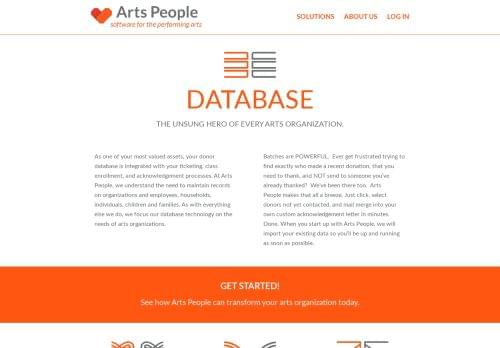 Arts People
software for the performing arts
SOLUTIONS ABOUT US LOG IN
DATABASE
THE UNSUNG HERO OF EVERY ARTS ORGANIZATION.
As one of your most valued assets, your donor
database is integrated with your ticketing, class
enrollment, and acknowledgement processes. At Arts
People, we understand the need to maintain records
on organizations and employees, households,
individuals, children and families. As with everything
else we do, we focus our database technology on the
needs of arts organizations.
Batches are POWERFUL. Ever get frustrated trying to
find exactly who made a recent donation, that you
need to thank, and NOT send to someone you've
already thanked? We've been there too. Arts
People makes that all a breeze. Just click, select
donors not yet contacted, and mail merge into your
own custom acknowledgement letter in minutes.
Done. When you start up with Arts People, we will
import your existing data so you'll be up and running
as soon as possible.
GET STARTED!
See how Arts People can transform your arts organization today.